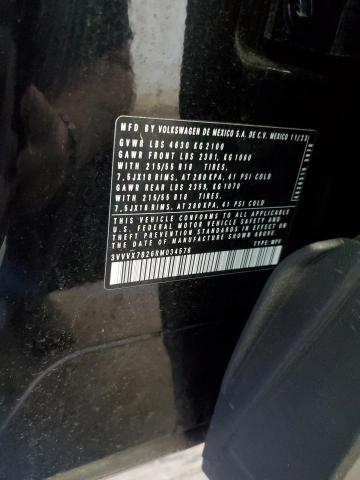 MFD BY VOLKSWAGEN DE MEXICO S.A. DE C.V. MEXICO 11/23
GVWR LBS 4630 KG 2100
GAWR FRONT LBS 2381, KG 1080
WITH 215/55 R18 TIRES,
7,5JX18 RIMS, AT 280 KPA, 41 PSI COLD
GAWR REAR LBS 2359, KG 1070
WITH 215/55 R18 TIRES,
7,5JX18 RIMS, AT 280 KPA, 41 PSI COLD
THIS VEHICLE CONFORMS TO ALL APPLICABLE
U.S. FEDERAL MOTOR VEHICLE SAFETY AND
THEFT PREVENTION STANDARDS IN EFFECT
ON THE DATE OF MANUFACTURE SHOWN
ABOVE
TYPE: MPV
3VVVX7B26RM034576